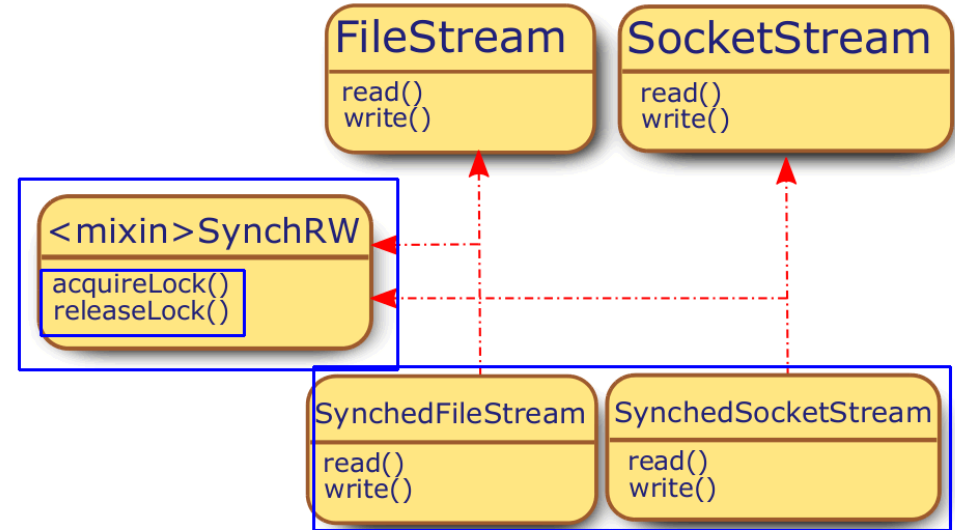 FileStream
read()
write()
SocketStream
read()
write()
<mixin>SynchRW
acquireLock()
releaseLock()
SynchedFileStream
read()
write()
SynchedSocketStream
read()
write()